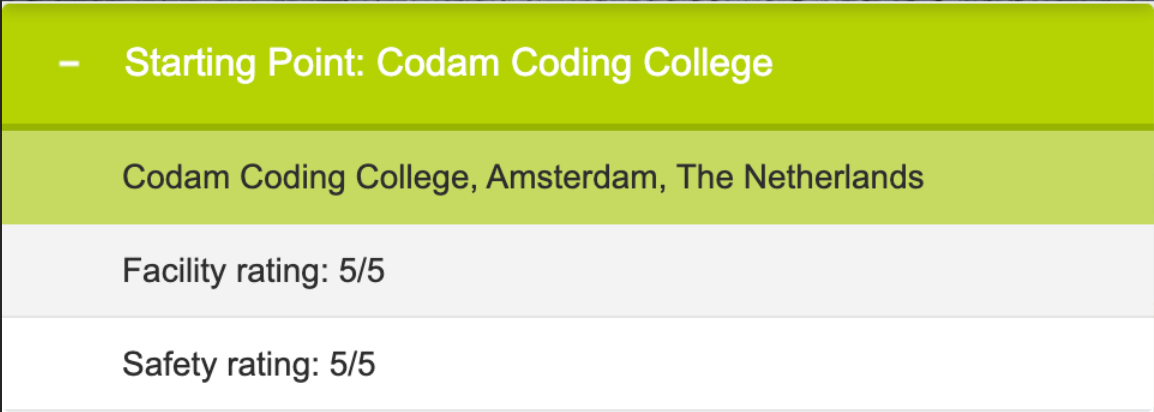 Starting Point: Codam Coding College
Codam Coding College, Amsterdam, The Netherlands
Facility rating: 5/5
Safety rating: 5/5